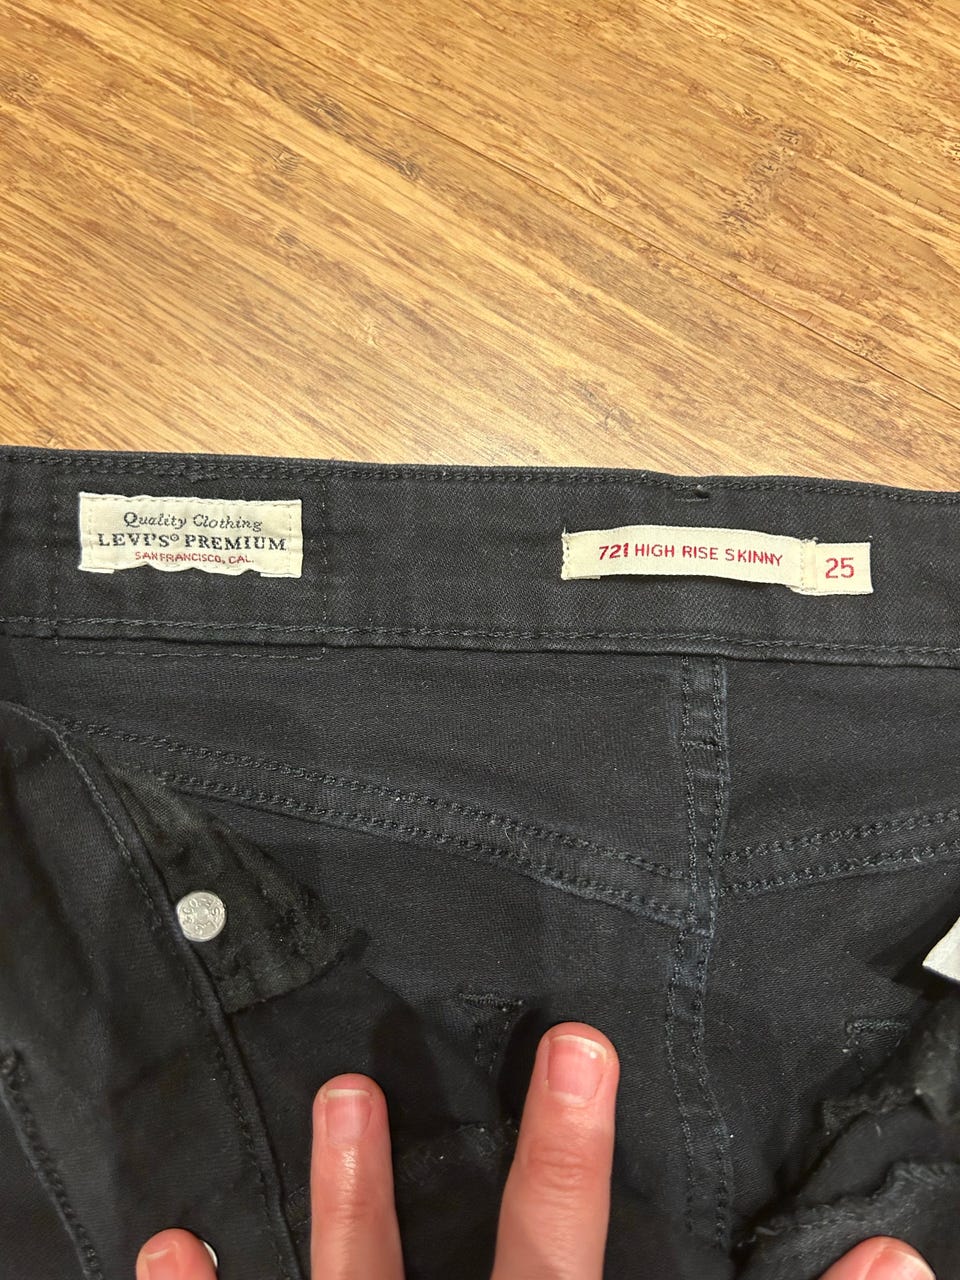 Quality Clothing
LEVI'S® PREMIUM
SAN FRANCISCO, CAL.
721 HIGH RISE SKINNY
25